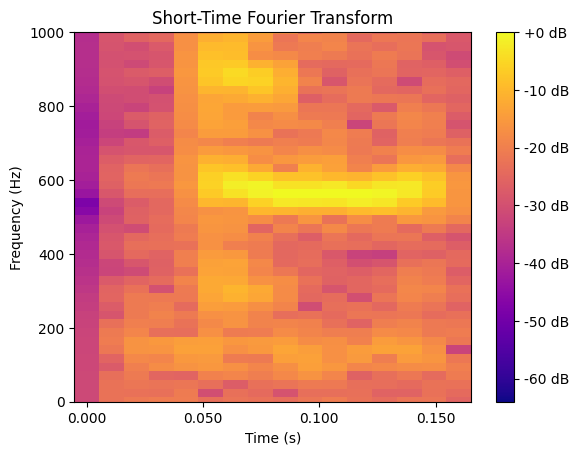 Short-Time Fourier Transform
1000
800
600
400
200
0
Frequency (Hz)
0.000
0.050
0.100
0.150
Time (s)
+0 dB
-10 dB
-20 dB
-30 dB
-40 dB
-50 dB
-60 dB